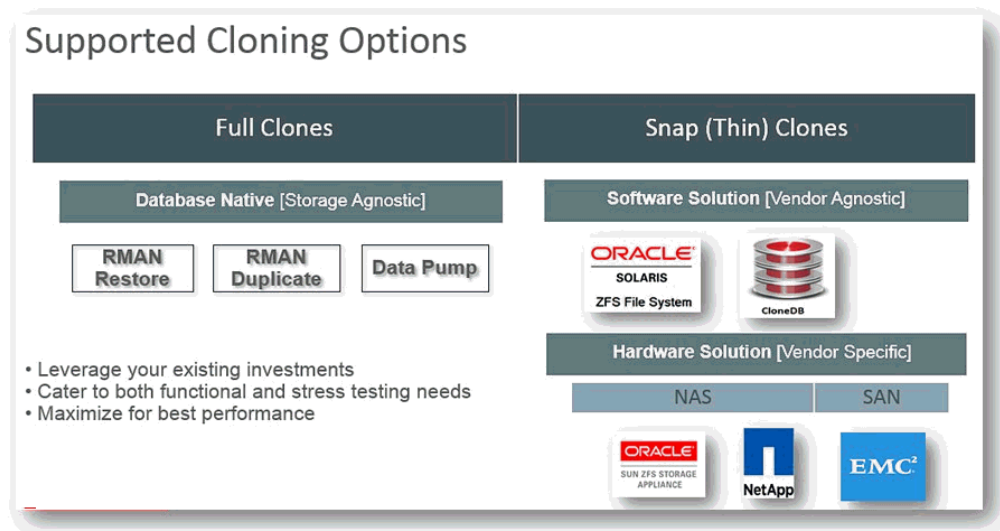 Supported Cloning Options
Full Clones
Snap (Thin) Clones
Database Native [Storage Agnostic]
Software Solution [Vendor Agnostic]
RMAN
Restore
RMAN
Duplicate
Data Pump
ORACLE
SOLARIS
ZFS File System
CloneDB
Hardware Solution [Vendor Specific]
NAS
SAN
ORACLE
SUN ZFS STORAGE
APPLIANCE
NetApp
EMC²
• Leverage your existing investments
• Cater to both functional and stress testing needs
• Maximize for best performance